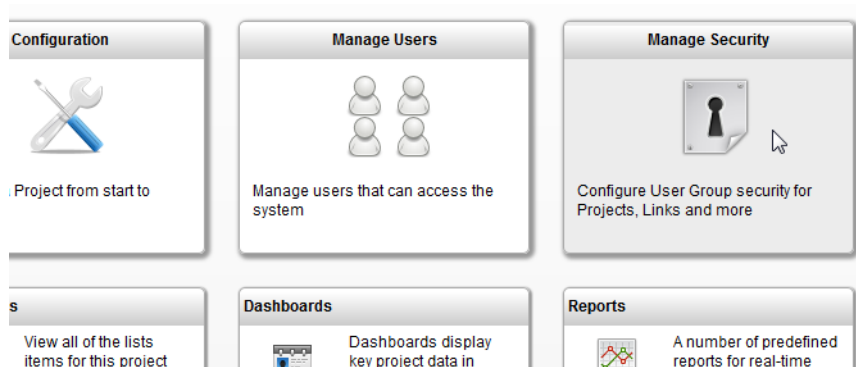 Configuration
Manage Users
Manage Security
Project from start to
Manage users that can access the
system
Configure User Group security for
Projects, Links and more
s
Dashboards
Reports
View all of the lists
items for this project
Dashboards display
key project data in
A number of predefined
reports for real-time